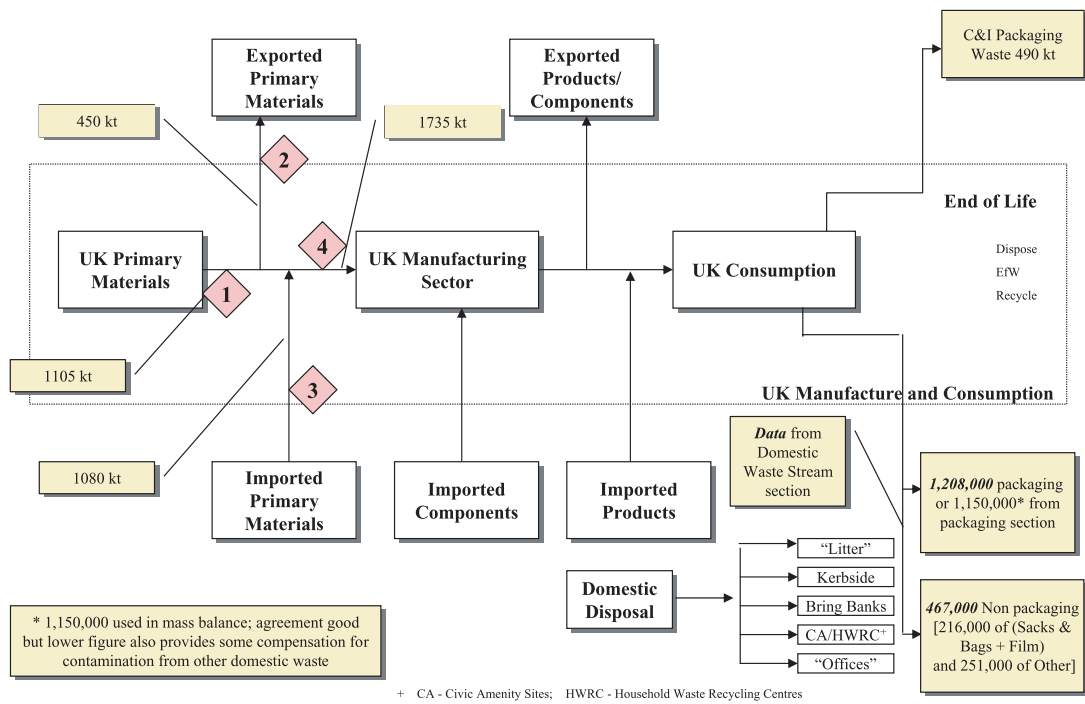 C&I Packaging
Waste 490 kt
Exported
Primary
Materials
Exported
Products/
Components
450 kt
1735 kt
2
End of Life
4
UK Primary
Materials
UK Manufacturing
Sector
UK Consumption
Dispose
EfW
Recycle
1
1105 kt
3
UK Manufacture and Consumption
Data from
Domestic
Waste Stream
section
1080 kt
Imported
Primary
Materials
Imported
Components
Imported
Products
1,208,000 packaging
or 1,150,000* from
packaging section
"Litter"
Kerbside
Bring Banks
CA/HWRC+
"Offices"
Domestic
Disposal
467,000 Non packaging
[216,000 of (Sacks &
Bags + Film)
and 251,000 of Other]
* 1,150,000 used in mass balance; agreement good
but lower figure also provides some compensation for
contamination from other domestic waste
+ CA - Civic Amenity Sites; HWRC - Household Waste Recycling Centres